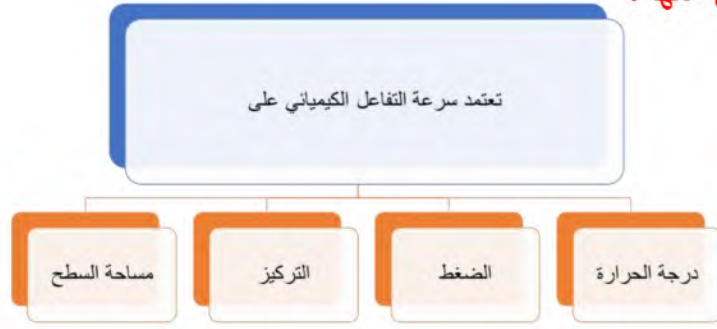 تعتمد سرعة التفاعل الكيميائي على
درجة الحرارة
الضغط
التركيز
مساحة السطح